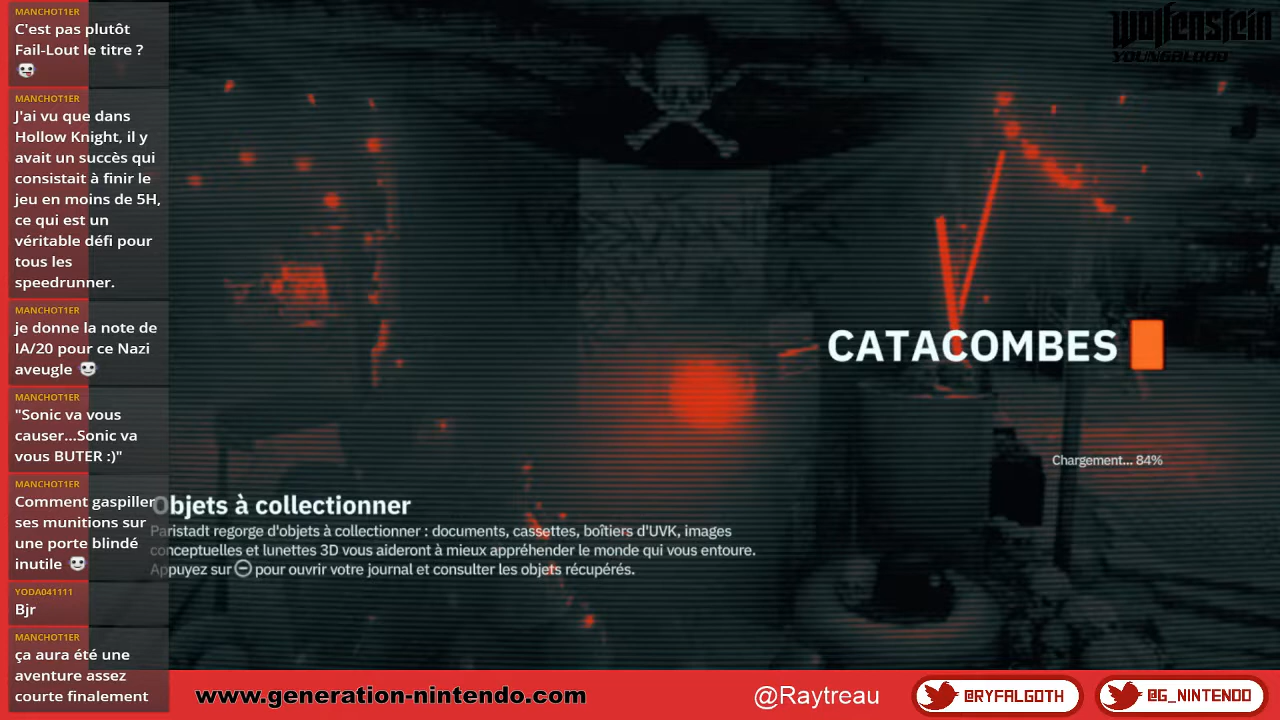 MANCHOT1ER
C'est pas plutôt
Fail-Lout le titre ?
MANCHOT1ER
J'ai vu que dans
Hollow Knight, il y
avait un succès qui
consistait à finir le
jeu en moins de 5H,
ce qui est un
véritable défi pour
tous les
speedrunner.
MANCHOT1ER
je donne la note de
IA/20 pour ce Nazi
aveugle
MANCHOT1ER
"Sonic va vous
causer...Sonic va
vous BUTER :)"
MANCHOT1ER
Comment gaspiller
ses munitions sur
une porte blindé
inutile
YODA041111
Bjr
MANCHOT1ER
ça aura été une
aventure assez
courte finalement
Wolfenstein
YOUNGBLOOD
CATACOMBES
Chargement... 84%
Objets à collectionner
Paristadt regorge d'objets à collectionner : documents, cassettes, boîtiers d'UVK, images
conceptuelles et lunettes 3D vous aideront à mieux appréhender le monde qui vous entoure.
Appuyez sur ⊖ pour ouvrir votre journal et consulter les objets récupérés.
www.generation-nintendo.com
@Raytreau
@RYFALGOTH
@G_NINTENDO